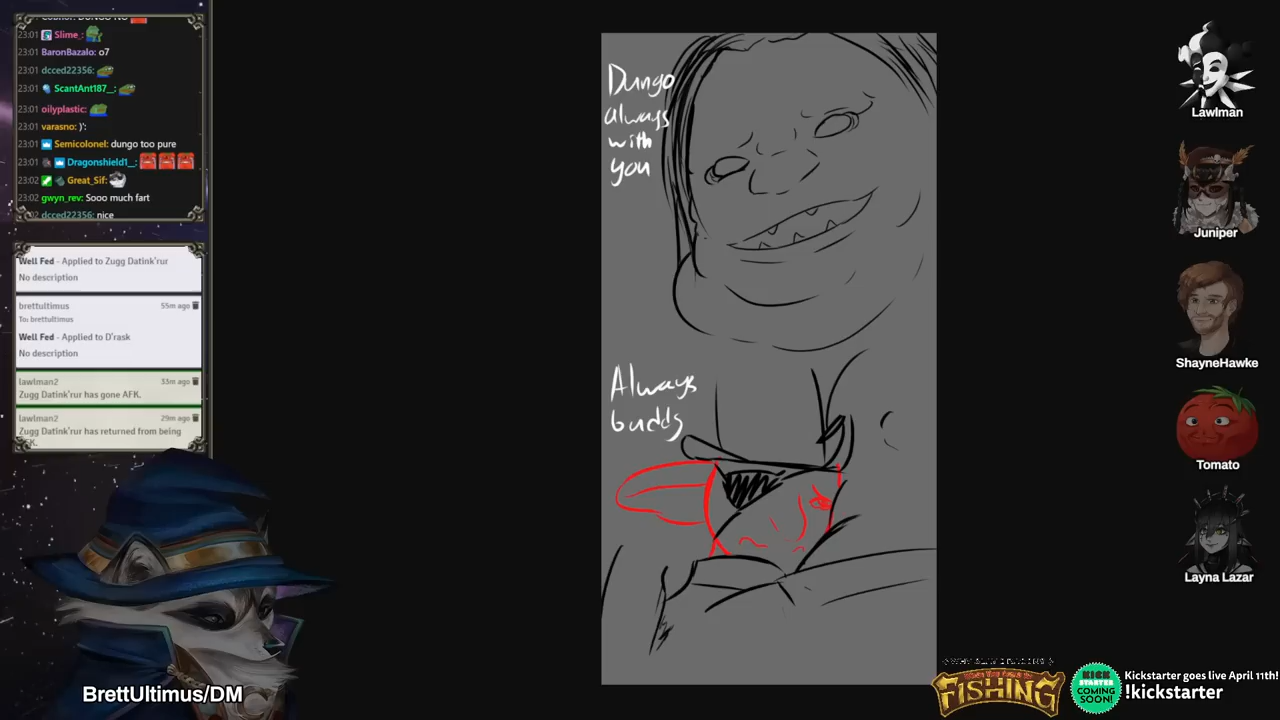 23:01 Slime_:
23:01 BaronBazalo: o7
23:01 dcced22356:
23:01 ScantAnt187_:
23:01 oilyplastic:
23:01 varasno: )':
23:01 Semicolonel: dungo too pure
23:01 Dragonshield1_:
23:02 Great_Sif:
23:02 gwyn_rev: Sooo much fart
dcced22356: nice
Well Fed - Applied to Zugg Datink'rur
No description
brettultimus 55m ago
To: brettultimus
Well Fed - Applied to D'rask
No description
lawlman2 33m ago
Zugg Datink'rur has gone AFK.
lawlman2 29m ago
Zugg Datink'rur has returned from being
BrettUltimus/DM
Dungo
always
with
you
Always
budds
Lawlman
Juniper
ShayneHawke
Tomato
Layna Lazar
FISHING
KICK
STARTER
COMING
SOON!
Kickstarter goes live April 11th!
!kickstarter